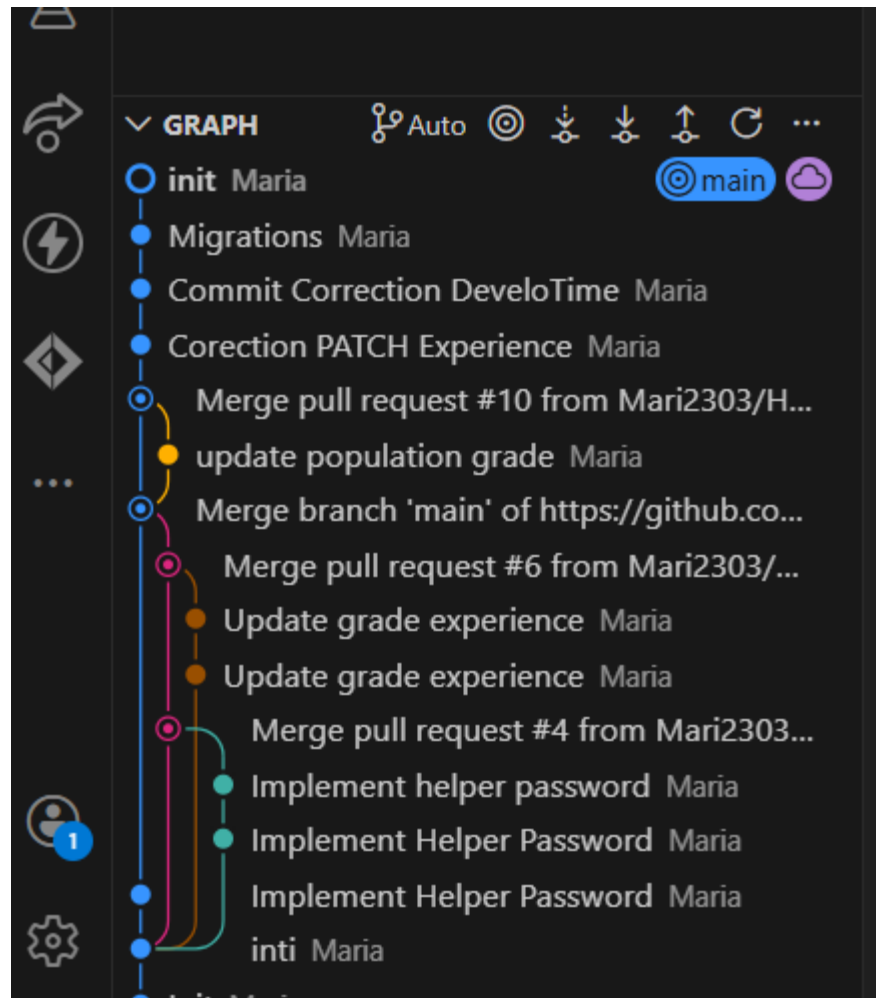 GRAPH Auto
init Maria main
Migrations Maria
Commit Correction DeveloTime Maria
Corection PATCH Experience Maria
Merge pull request #10 from Mari2303/H...
update population grade Maria
Merge branch 'main' of https://github.co...
Merge pull request #6 from Mari2303/...
Update grade experience Maria
Update grade experience Maria
Merge pull request #4 from Mari2303...
Implement helper password Maria
Implement Helper Password Maria
1
Implement Helper Password Maria
inti Maria